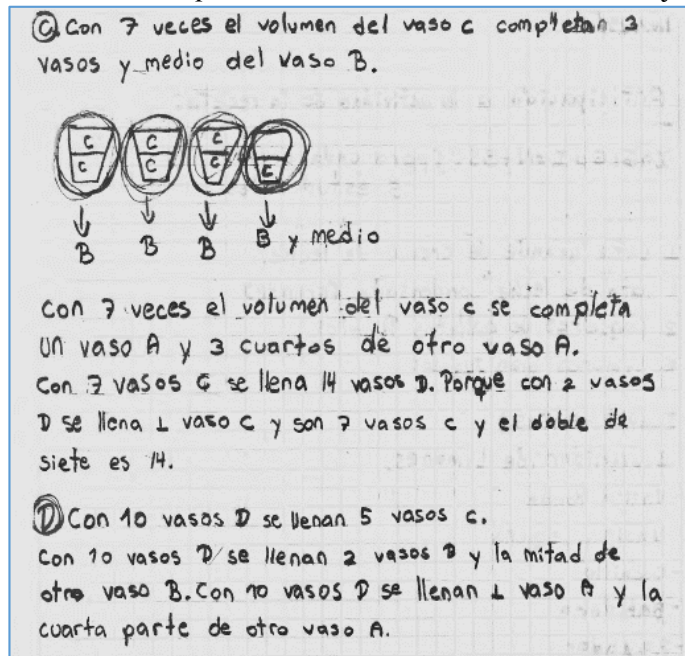 C Con 7 veces el volumen del vaso c completan 3
vasos y medio del vaso B.
C C C
C C C C
B B B B y medio
con 7 veces el volumen del vaso c se completa
un vaso A y 3 cuartos de otro vaso A.
Con 7 vasos C se llena 14 vasos D. Porque con 2 vasos
D se llena 1 vaso C y son 7 vasos c y el doble de
siete es 14.
D Con 10 vasos D se llenan 5 vasos c.
Con 10 vasos D se llenan 2 vasos B y la mitad de
otro vaso B. Con 10 vasos D se llenan 1 vaso A y la
cuarta parte de otro vaso A.